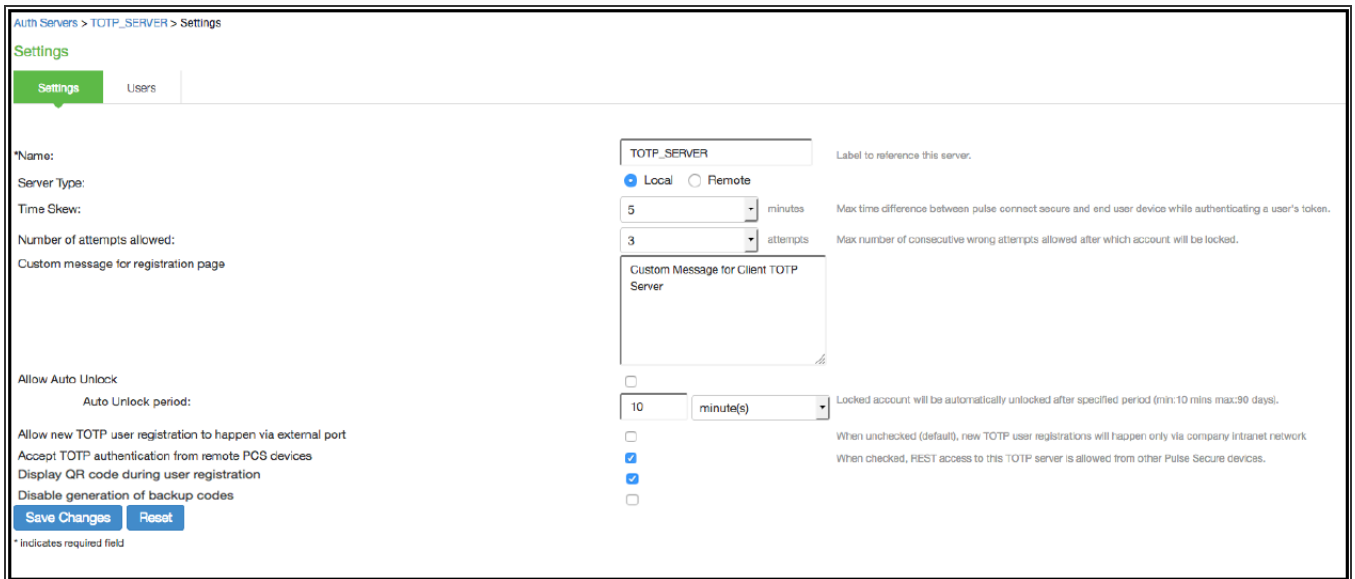 Auth Servers > TOTP_SERVER > Settings
Settings
Settings Users
*Name: TOTP_SERVER Label to reference this server.
Server Type: Local Remote
Time Skew: 5 minutes Max time difference between pulse connect secure and end user device while authenticating a user's token.
Number of attempts allowed: 3 attempts Max number of consecutive wrong attempts allowed after which account will be locked.
Custom message for registration page Custom Message for Client TOTP
Server
Allow Auto Unlock
Auto Unlock period: 10 minute(s) Locked account will be automatically unlocked after specified period (min:10 mins max:90 days).
Allow new TOTP user registration to happen via external port When unchecked (default), new TOTP user registrations will happen only via company intranet network
Accept TOTP authentication from remote PCS devices When checked, REST access to this TOTP server is allowed from other Pulse Secure devices.
Display QR code during user registration
Disable generation of backup codes
Save Changes Reset
* indicates required field